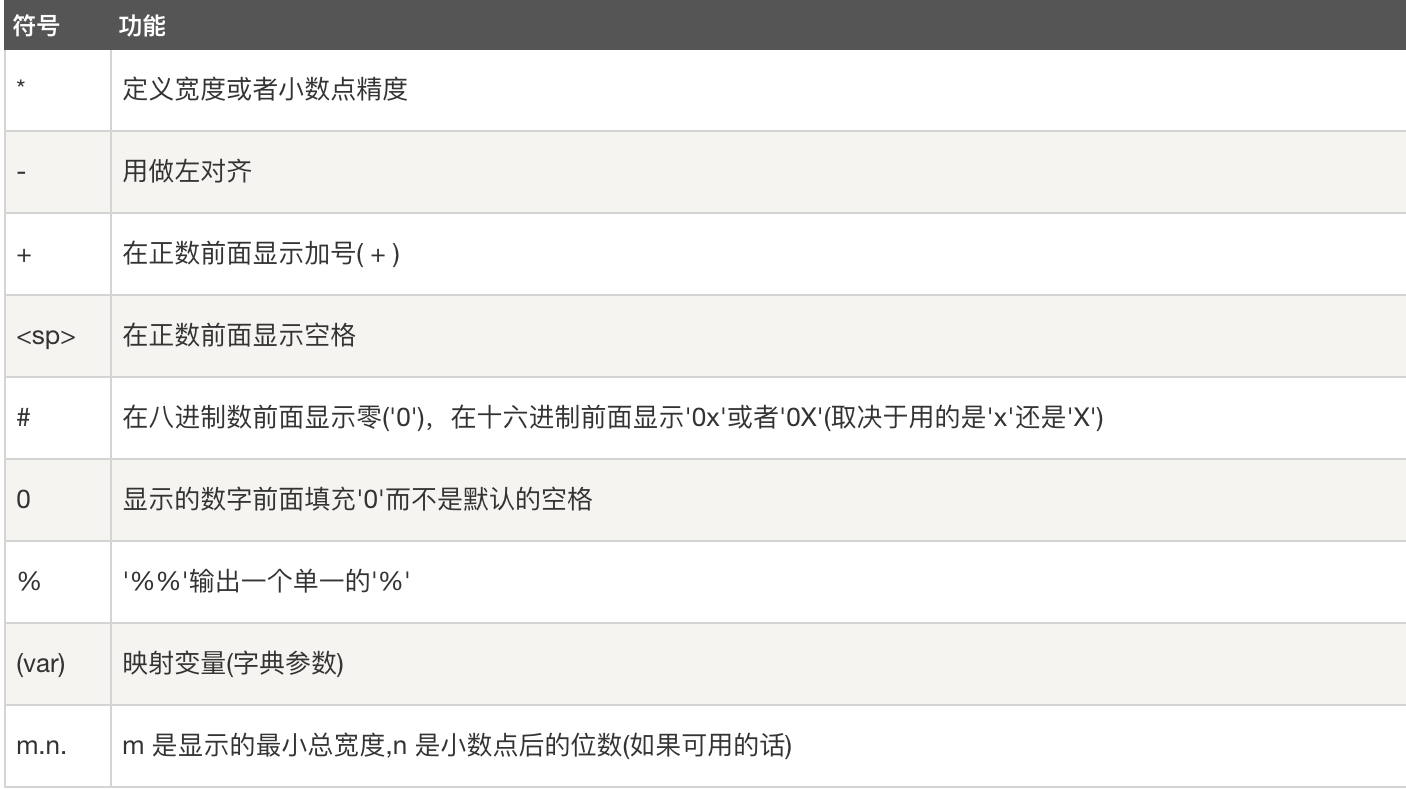 符号 功能
* 定义宽度或者小数点精度
- 用做左对齐
+ 在正数前面显示加号( + )
<sp> 在正数前面显示空格
# 在八进制数前面显示零('0')，在十六进制前面显示'0x'或者'0X'(取决于用的是'x'还是'X')
0 显示的数字前面填充'0'而不是默认的空格
% '%%'输出一个单一的'%'
(var) 映射变量(字典参数)
m.n. m 是显示的最小总宽度,n 是小数点后的位数(如果可用的话)